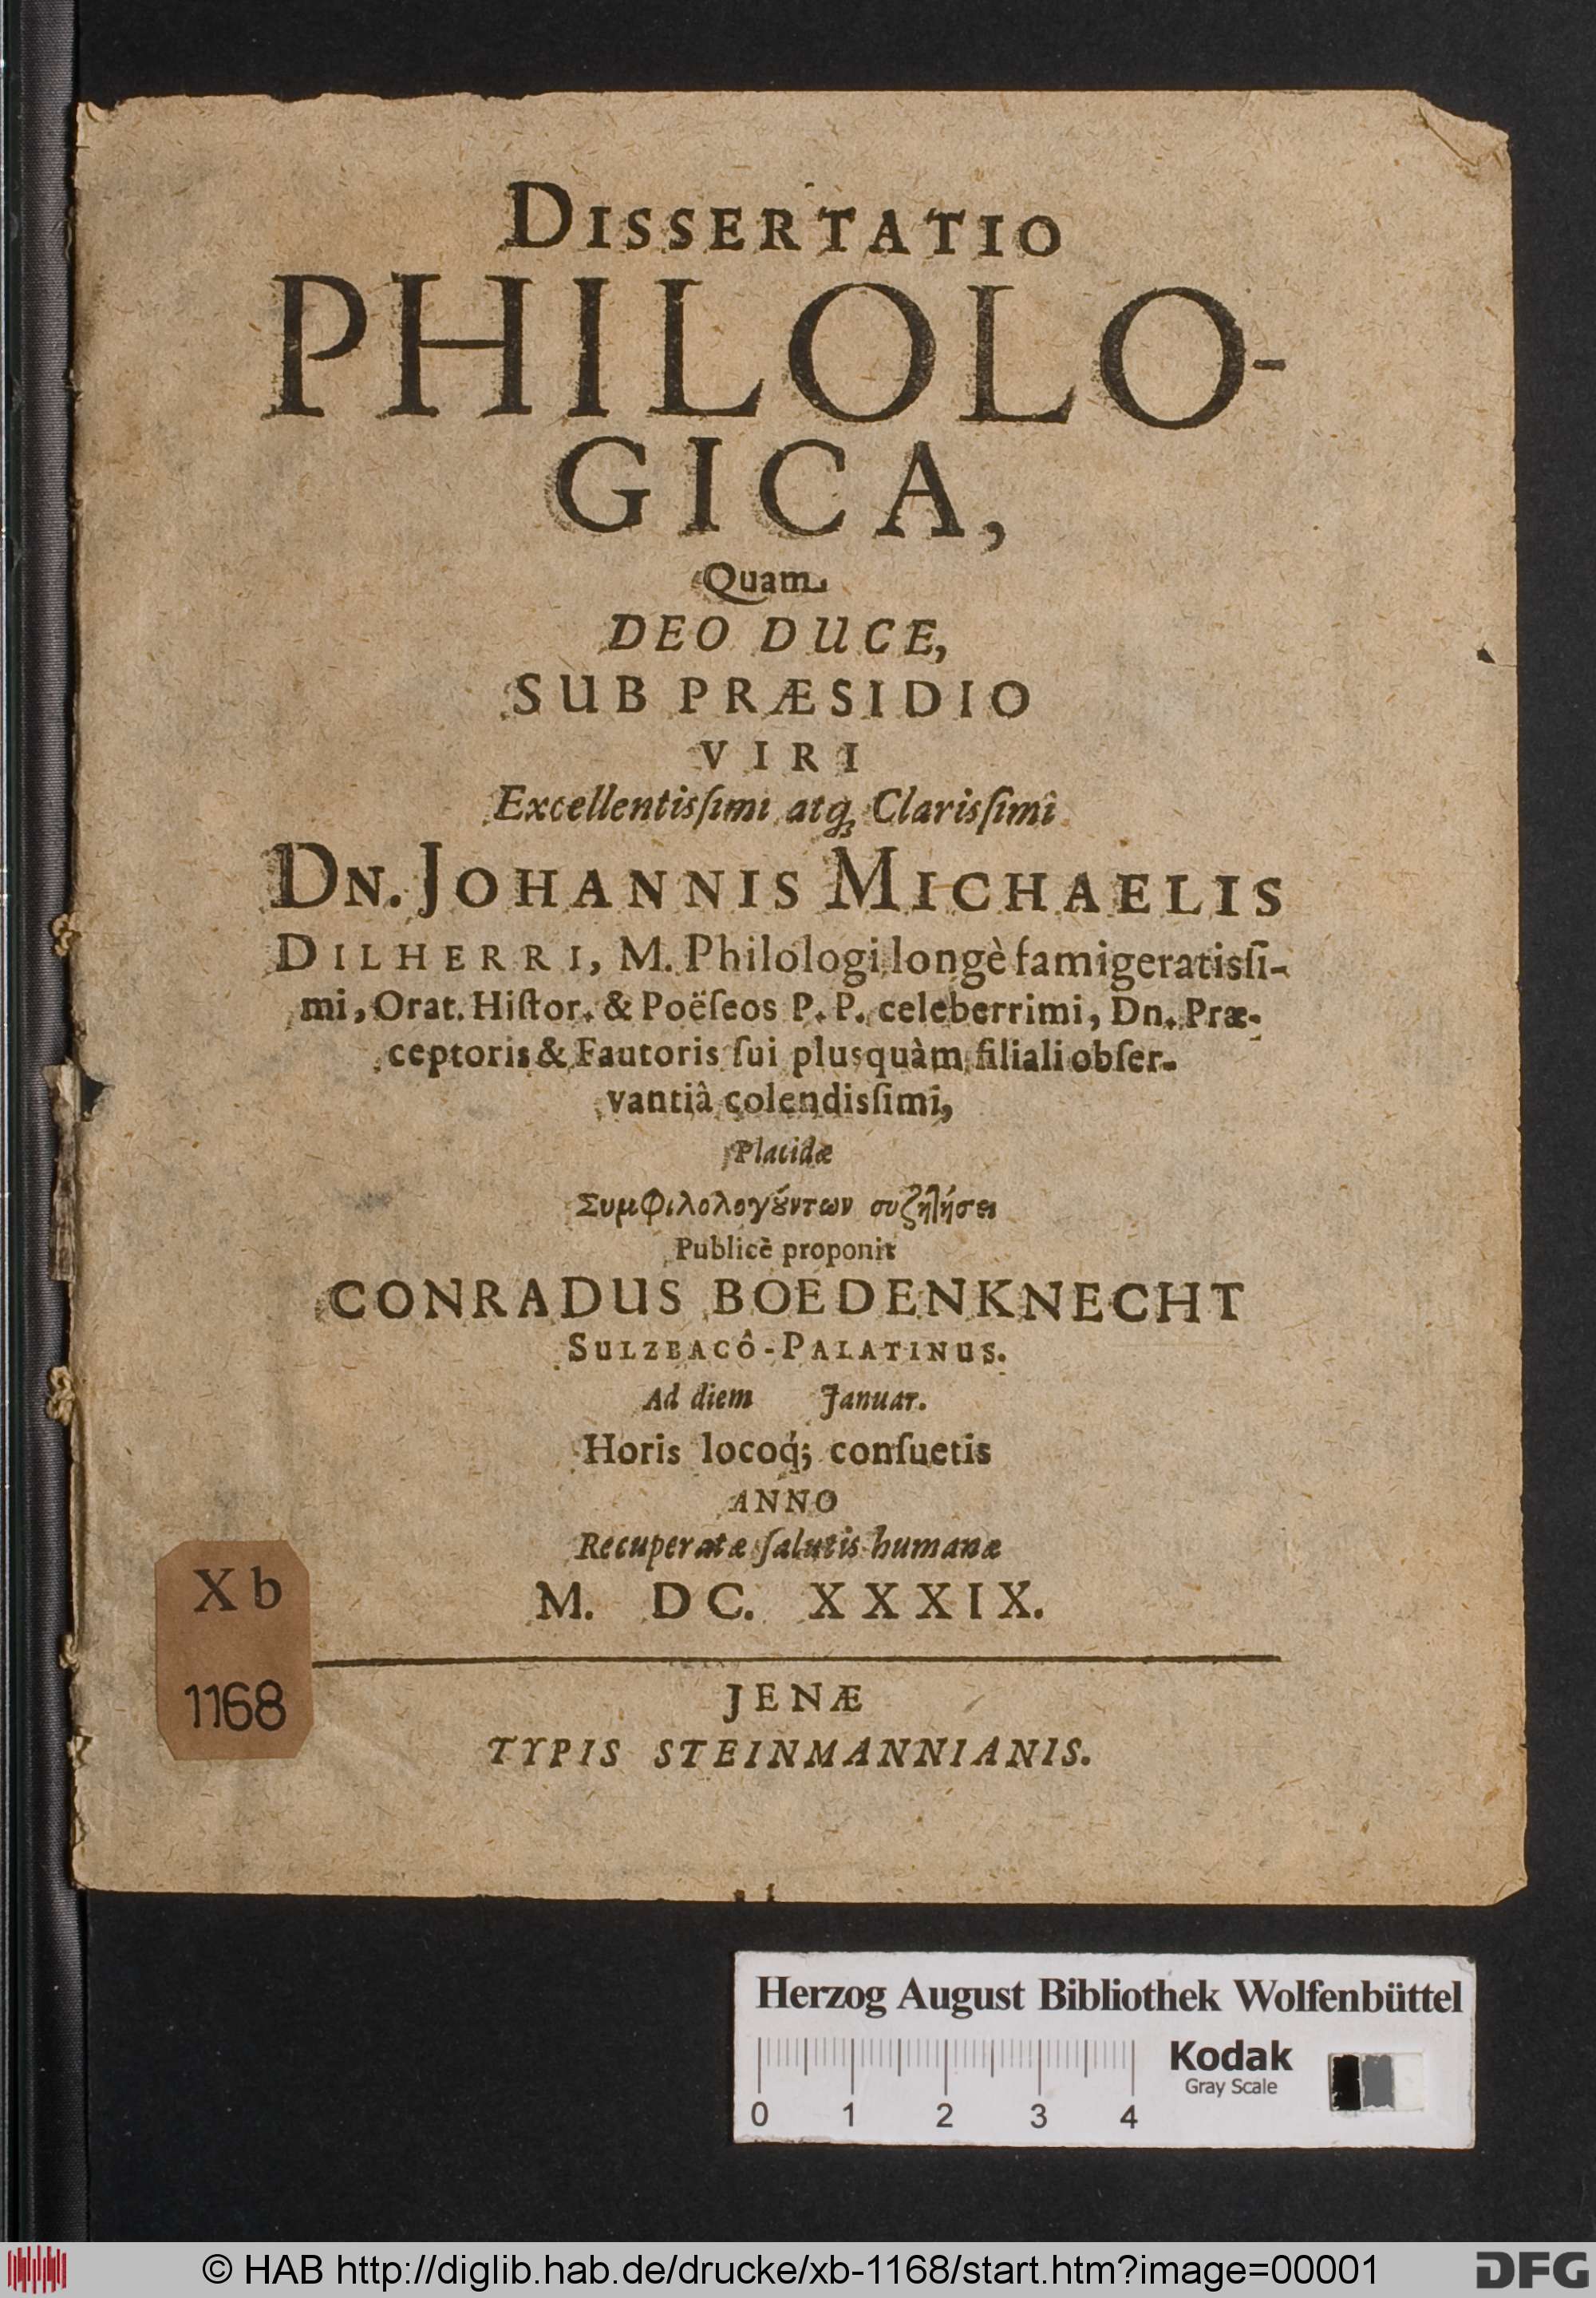 DISSERTATIO
PHILOLO-
GICA,
Quam
DEO DUCE,
SUB PRÆSIDIO
VIRI
Excellentisſimi atq́; Clarisſimi
DN. JOHANNIS MICHAELIS
DILHERRI, M. Philologi longè famigeratisſi-
mi, Orat. Hiſtor. & Poëſeos P. P. celeberrimi, Dn. Præ-
ceptoris & Fautoris ſui plusquàm filiali obſer-
vantiâ colendisſimi,
Placidæ
Συμφιλολογȣ́ντων συζητήσει
Publicè proponit
CONRADUS BOEDENKNECHT
SULZBACÔ-PALATINUS.
Ad diem Januar.
Horis locoq́; conſuetis
ANNO
Recuperatæ ſalutis humanæ
M. DC. XXXIX.
JENÆ
TYPIS STEINMANNIANIS.
Xb
1168
Herzog August Bibliothek Wolfenbüttel
Kodak
Gray Scale
0 1 2 3 4
© HAB http://diglib.hab.de/drucke/xb-1168/start.htm?image=00001
DFG